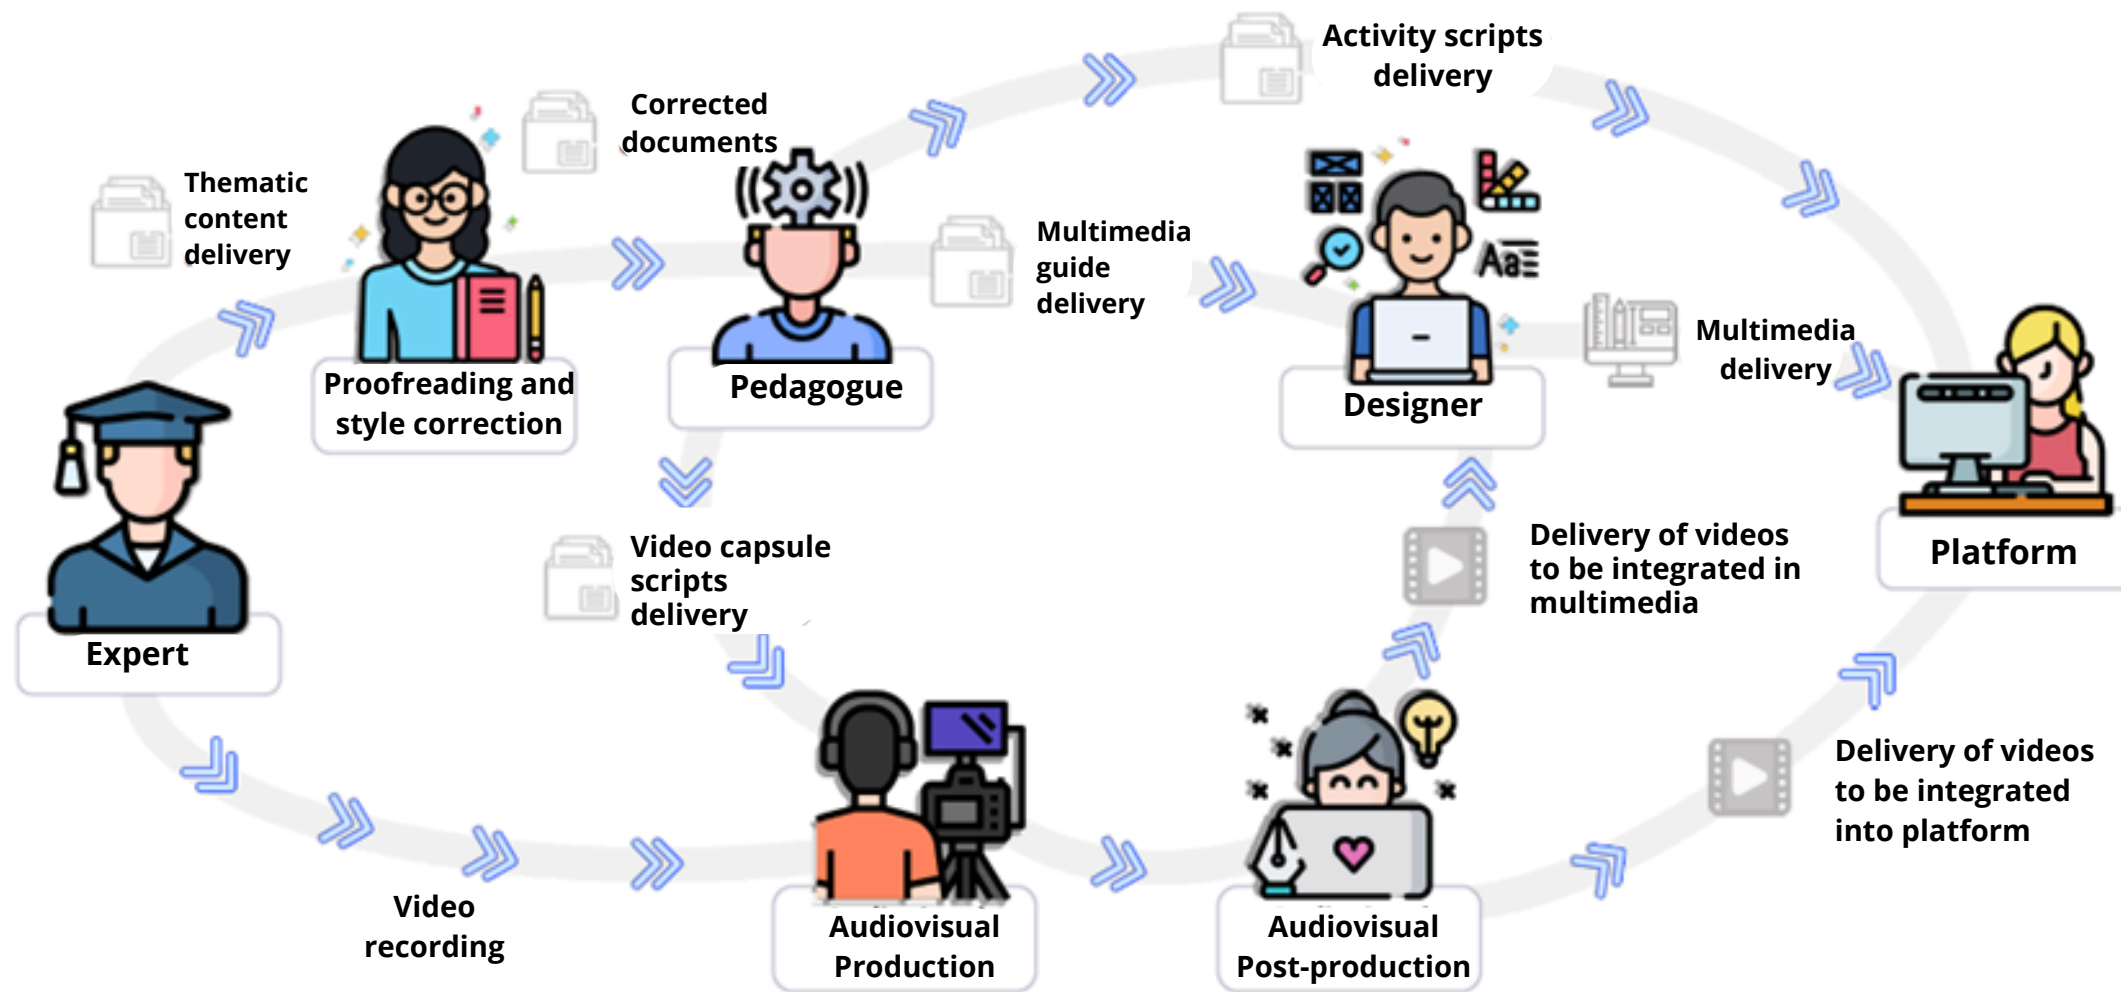 Activity scripts
delivery
Corrected
documents
Thematic
content
delivery
Multimedia
guide
delivery
Aa
Multimedia
delivery
Proofreading and
style correction
Pedagogue
Designer
Video capsule
scripts
delivery
Delivery of videos
to be integrated in
multimedia
Platform
Expert
Delivery of videos
to be integrated
into platform
Video
recording
Audiovisual
Production
Audiovisual
Post-production